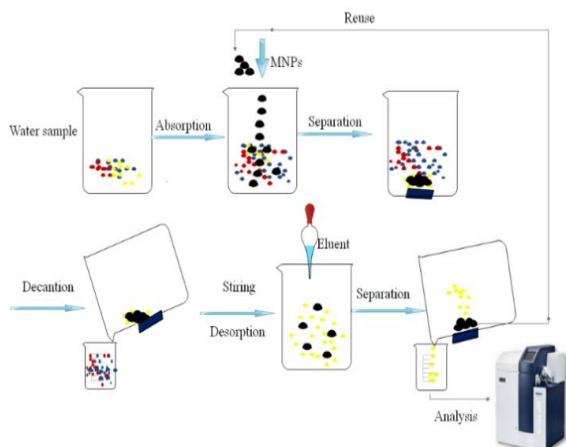 Reuse
MNPs
Water sample
Absorption
Separation
Eluent
Decantion
Stiring
Desorption
Separation
Analysis